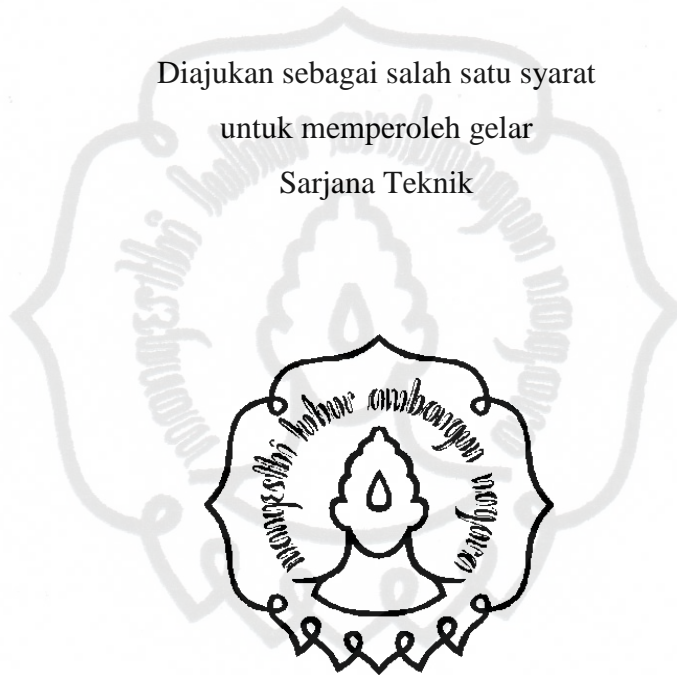 Diajukan sebagai salah satu syarat
untuk memperoleh gelar
Sarjana Teknik
mangesthi luhur ambangun nagara